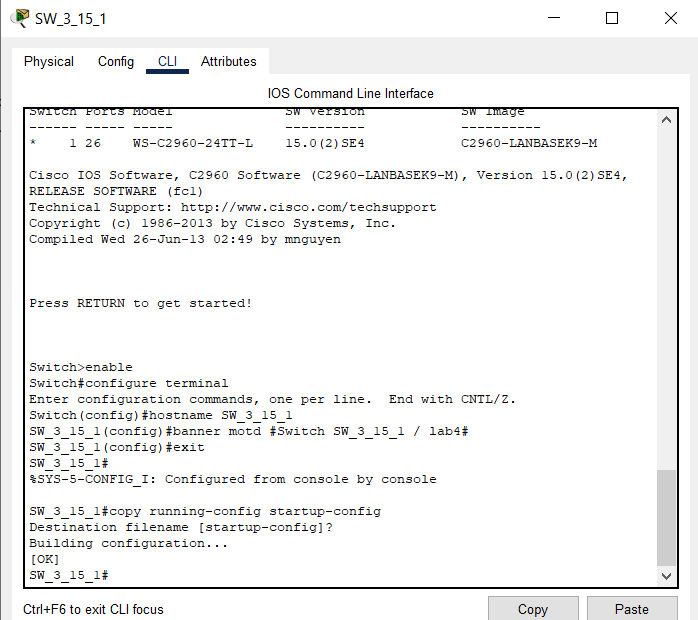 SW_3_15_1
Physical Config CLI Attributes
IOS Command Line Interface
Switch Ports Model SW Version SW Image
------ ----- ----- ---------- ----------
* 1 26 WS-C2960-24TT-L 15.0(2)SE4 C2960-LANBASEK9-M
Cisco IOS Software, C2960 Software (C2960-LANBASEK9-M), Version 15.0(2)SE4,
RELEASE SOFTWARE (fc1)
Technical Support: http://www.cisco.com/techsupport
Copyright (c) 1986-2013 by Cisco Systems, Inc.
Compiled Wed 26-Jun-13 02:49 by mnguyen
Press RETURN to get started!
Switch>enable
Switch#configure terminal
Enter configuration commands, one per line. End with CNTL/Z.
Switch(config)#hostname SW_3_15_1
SW_3_15_1(config)#banner motd #Switch SW_3_15_1 / lab4#
SW_3_15_1(config)#exit
SW_3_15_1#
%SYS-5-CONFIG_I: Configured from console by console
SW_3_15_1#copy running-config startup-config
Destination filename [startup-config]?
Building configuration...
[OK]
SW_3_15_1#
Ctrl+F6 to exit CLI focus
Copy Paste